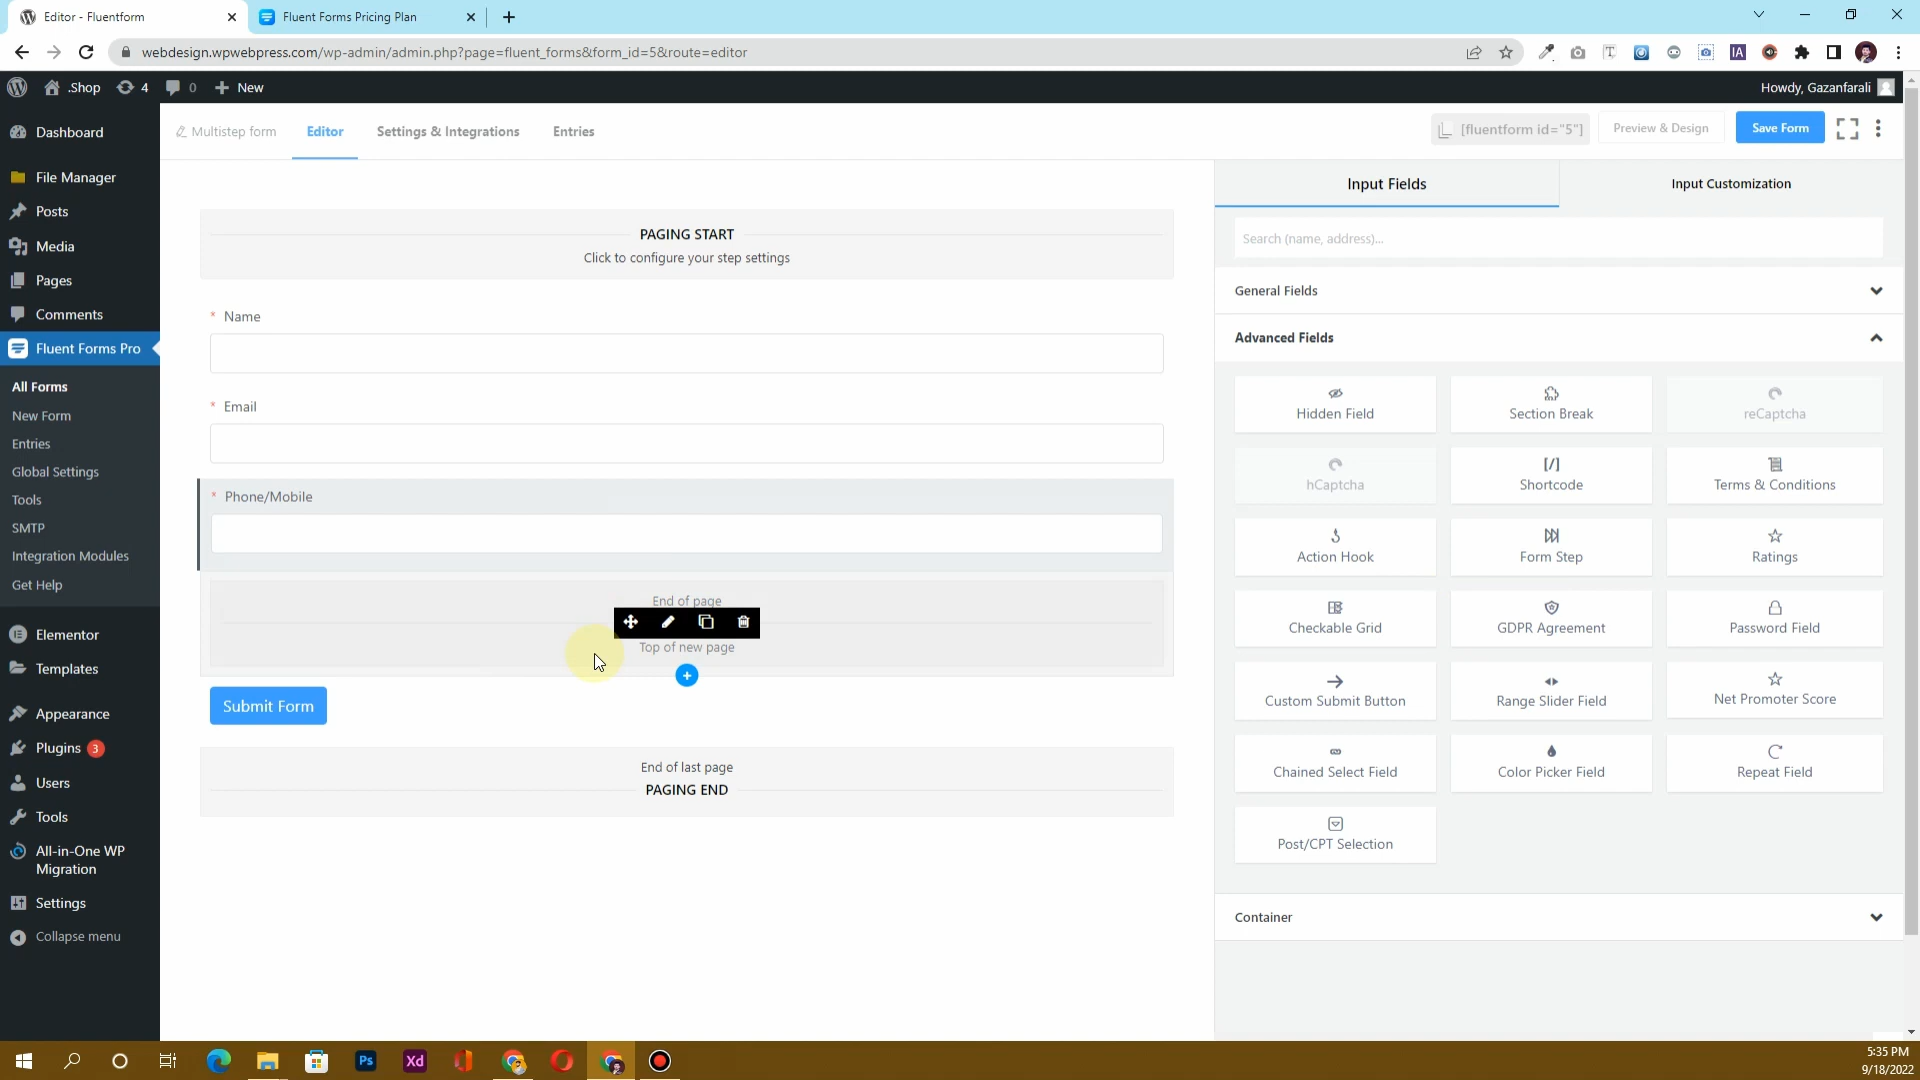 Editor - Fluentform
Fluent Forms Pricing Plan
webdesign.wpwebpress.com/wp-admin/admin.php?page=fluent_forms&form_id=5&route=editor
.Shop
4
0
New
Howdy, Gazanfarali
Dashboard
File Manager
Posts
Media
Pages
Comments
Fluent Forms Pro
All Forms
New Form
Entries
Global Settings
Tools
SMTP
Integration Modules
Get Help
Elementor
Templates
Appearance
Plugins 3
Users
Tools
All-in-One WP
Migration
Settings
Collapse menu
Multistep form
Editor
Settings & Integrations
Entries
[fluentform id="5"]
Preview & Design
Save Form
PAGING START
Click to configure your step settings
* Name
* Email
* Phone/Mobile
End of page
Top of new page
Submit Form
End of last page
PAGING END
Input Fields
Input Customization
Search (name, address)...
General Fields
Advanced Fields
Hidden Field
Section Break
reCaptcha
hCaptcha
[/]
Shortcode
Terms & Conditions
Action Hook
Form Step
Ratings
Checkable Grid
GDPR Agreement
Password Field
Custom Submit Button
Range Slider Field
Net Promoter Score
Chained Select Field
Color Picker Field
Repeat Field
Post/CPT Selection
Container
IA
Ps
Xd
5:35 PM
9/18/2022